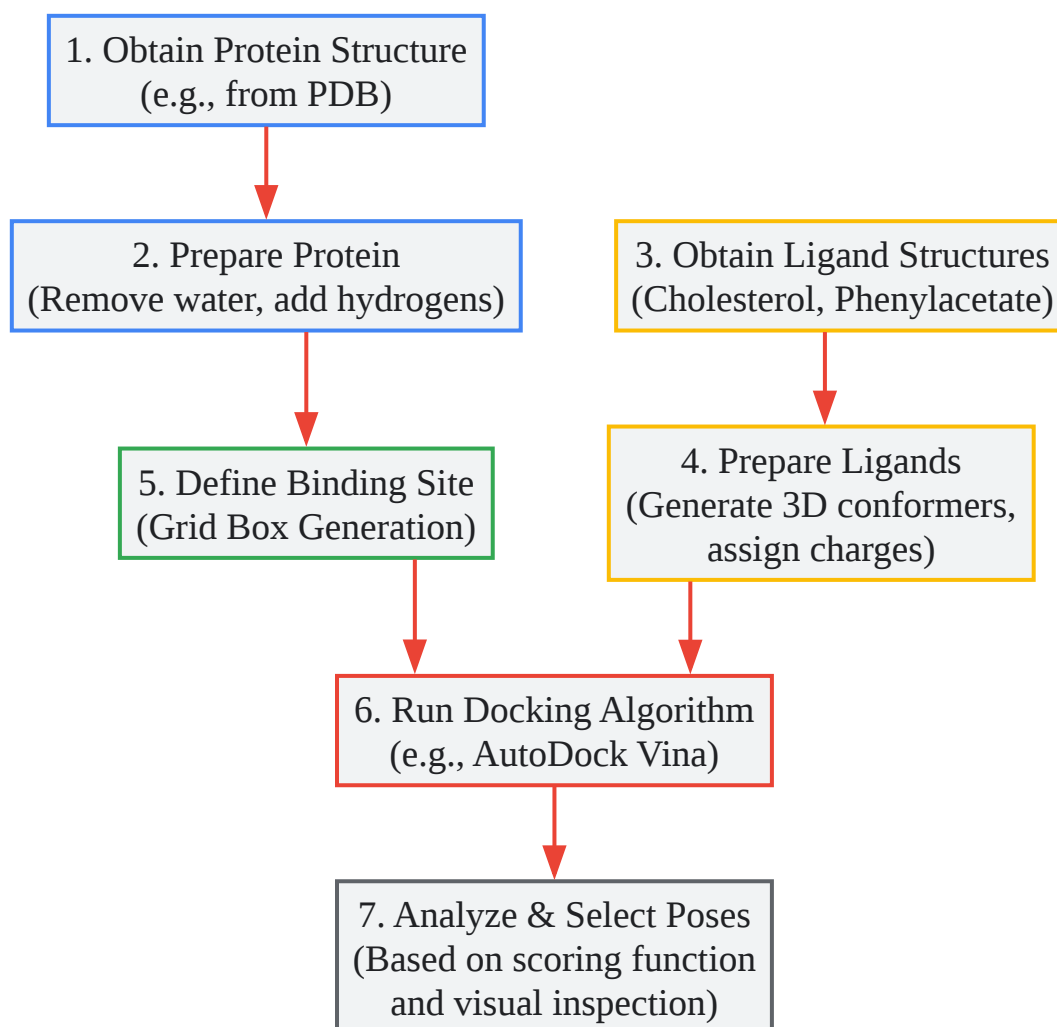 1. Obtain Protein Structure
(e.g., from PDB)
2. Prepare Protein
(Remove water, add hydrogens)
3. Obtain Ligand Structures
(Cholesterol, Phenylacetate)
4. Prepare Ligands
(Generate 3D conformers,
assign charges)
5. Define Binding Site
(Grid Box Generation)
6. Run Docking Algorithm
(e.g., AutoDock Vina)
7. Analyze & Select Poses
(Based on scoring function
and visual inspection)